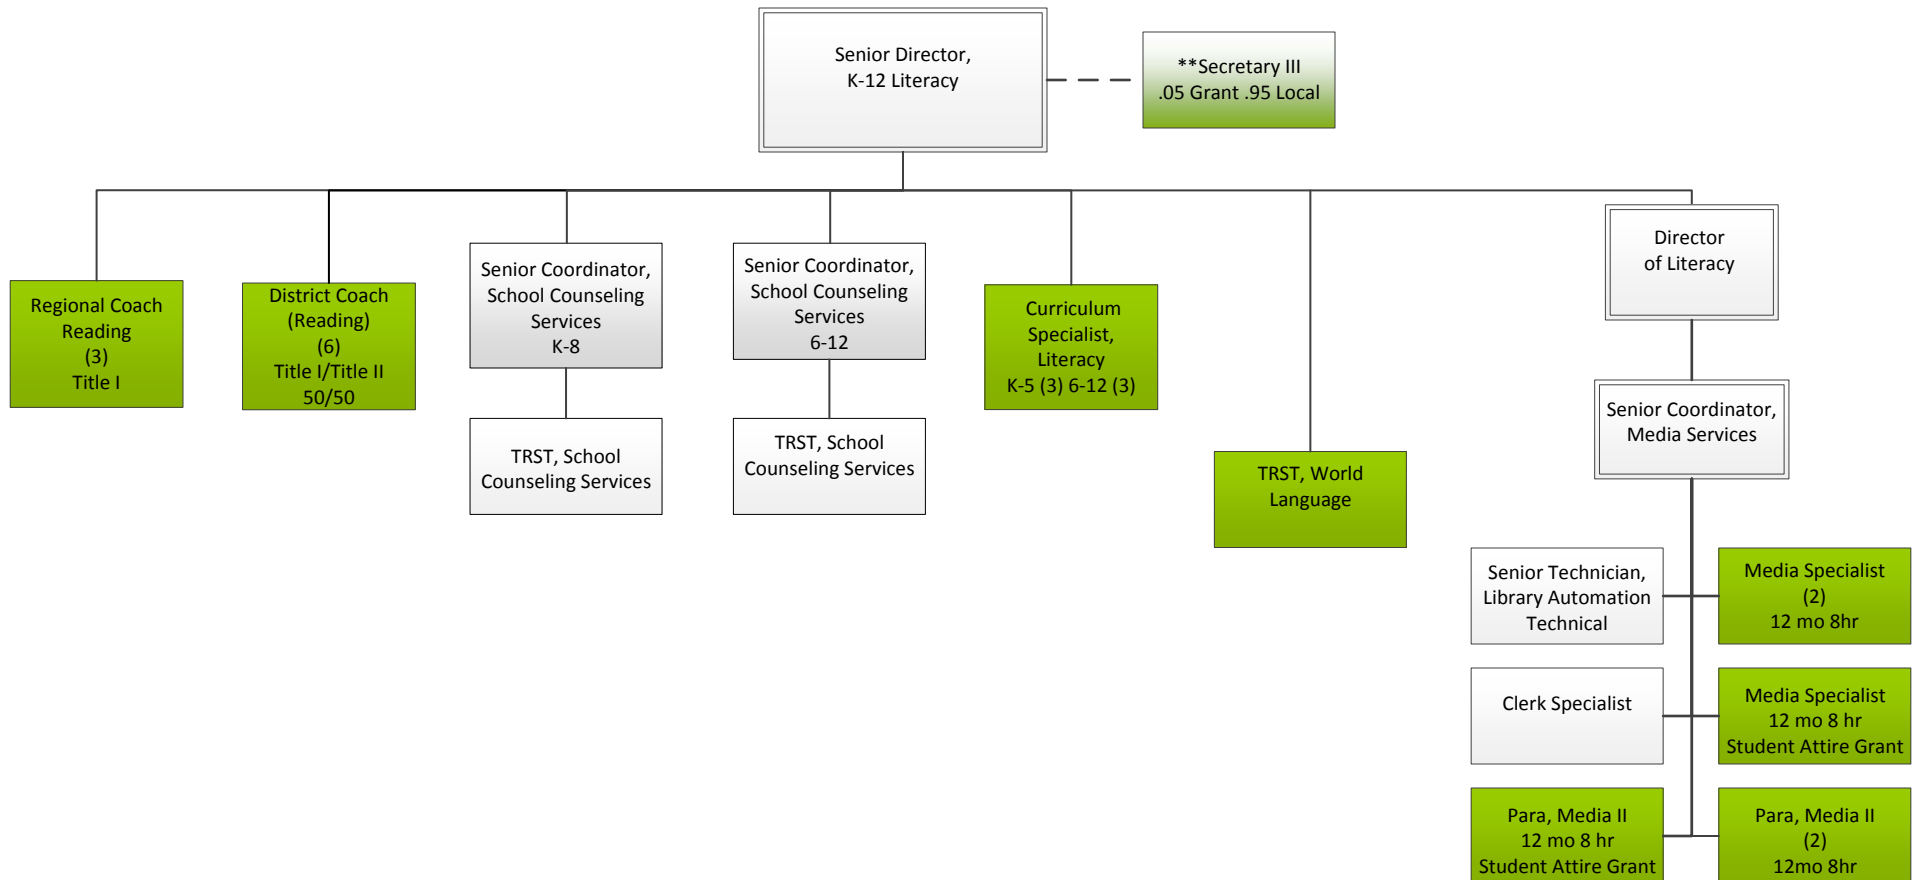 Senior Director,
K-12 Literacy
**Secretary III
.05 Grant .95 Local
Regional Coach
Reading
(3)
Title I
District Coach
(Reading)
(6)
Title I/Title II
50/50
Senior Coordinator,
School Counseling
Services
K-8
TRST, School
Counseling Services
Senior Coordinator,
School Counseling
Services
6-12
TRST, School
Counseling Services
Curriculum
Specialist,
Literacy
K-5 (3) 6-12 (3)
TRST, World
Language
Director
of Literacy
Senior Coordinator,
Media Services
Senior Technician,
Library Automation
Technical
Media Specialist
(2)
12 mo 8hr
Clerk Specialist
Media Specialist
12 mo 8 hr
Student Attire Grant
Para, Media II
12 mo 8 hr
Student Attire Grant
Para, Media II
(2)
12mo 8hr